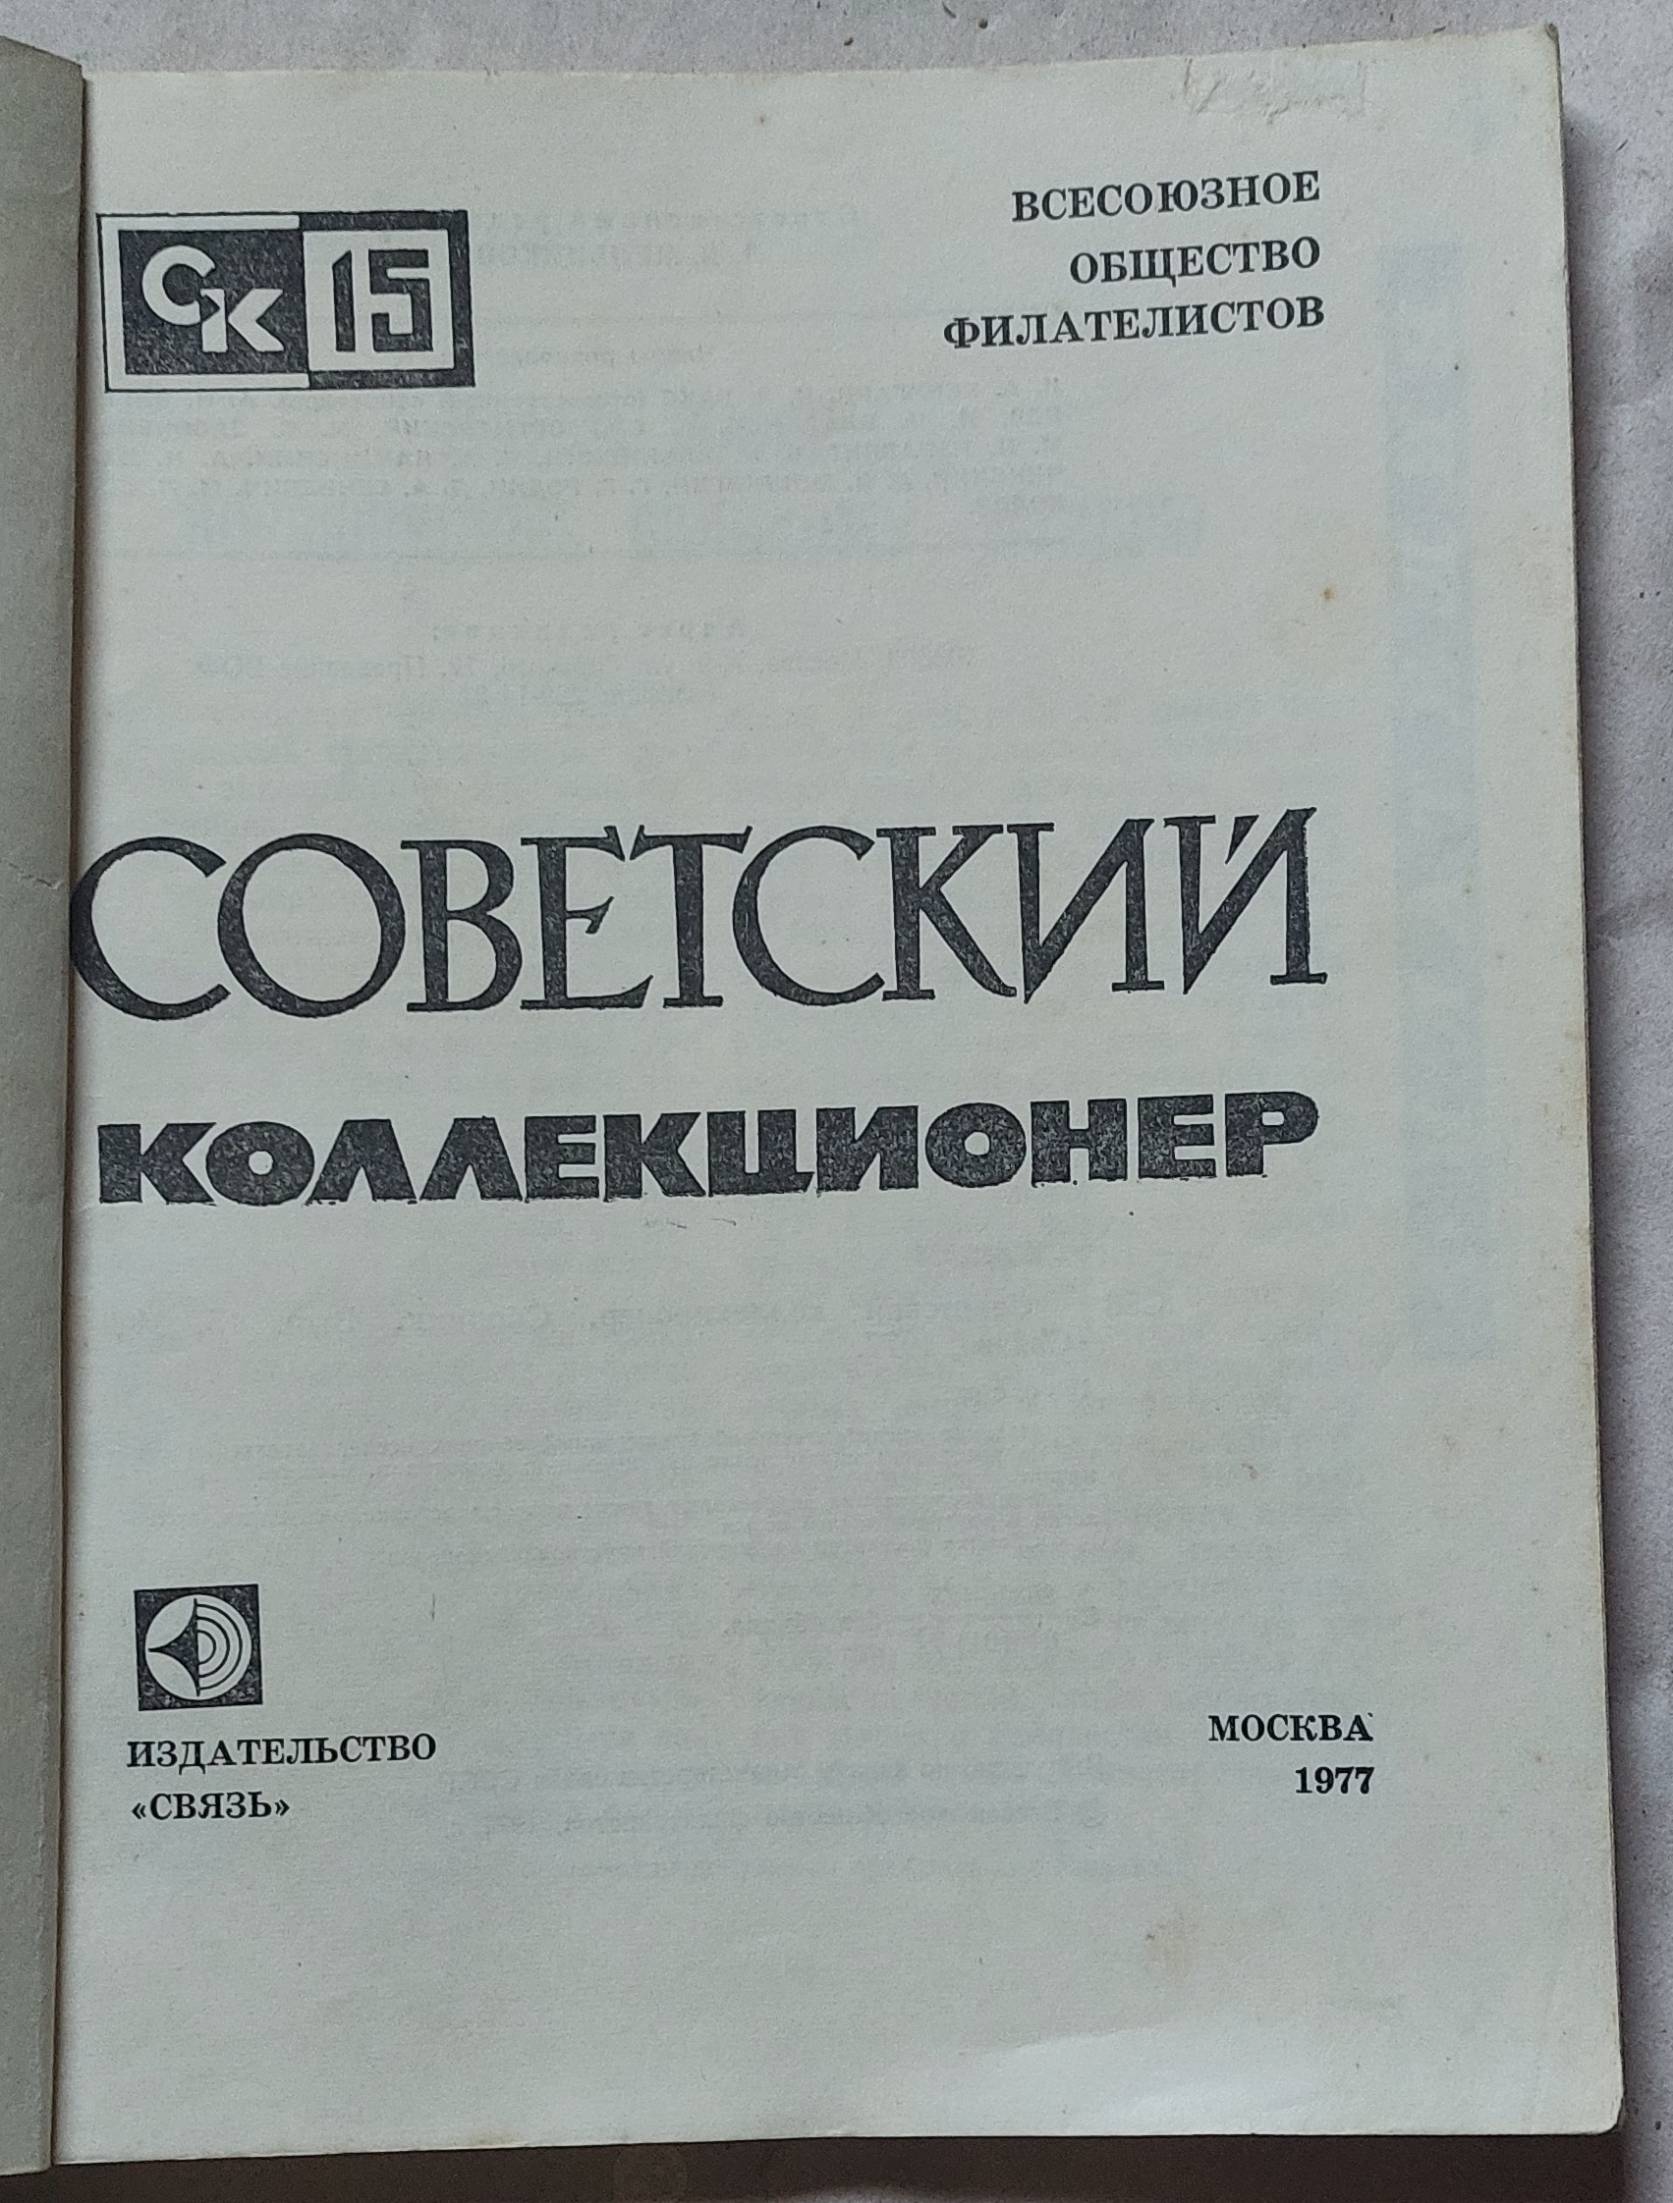 СК 15
ВСЕСОЮЗНОЕ
ОБЩЕСТВО
ФИЛАТЕЛИСТОВ
СОВЕТСКИЙ
КОЛЛЕКЦИОНЕР
ИЗДАТЕЛЬСТВО
«СВЯЗЬ»
МОСКВА
1977